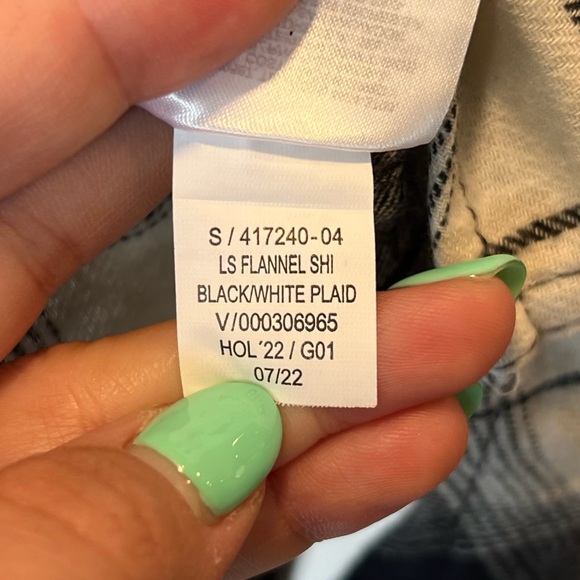 S / 417240-04
LS FLANNEL SHI
BLACK/WHITE PLAID
V/000306965
HOL´22 / G01
07/22